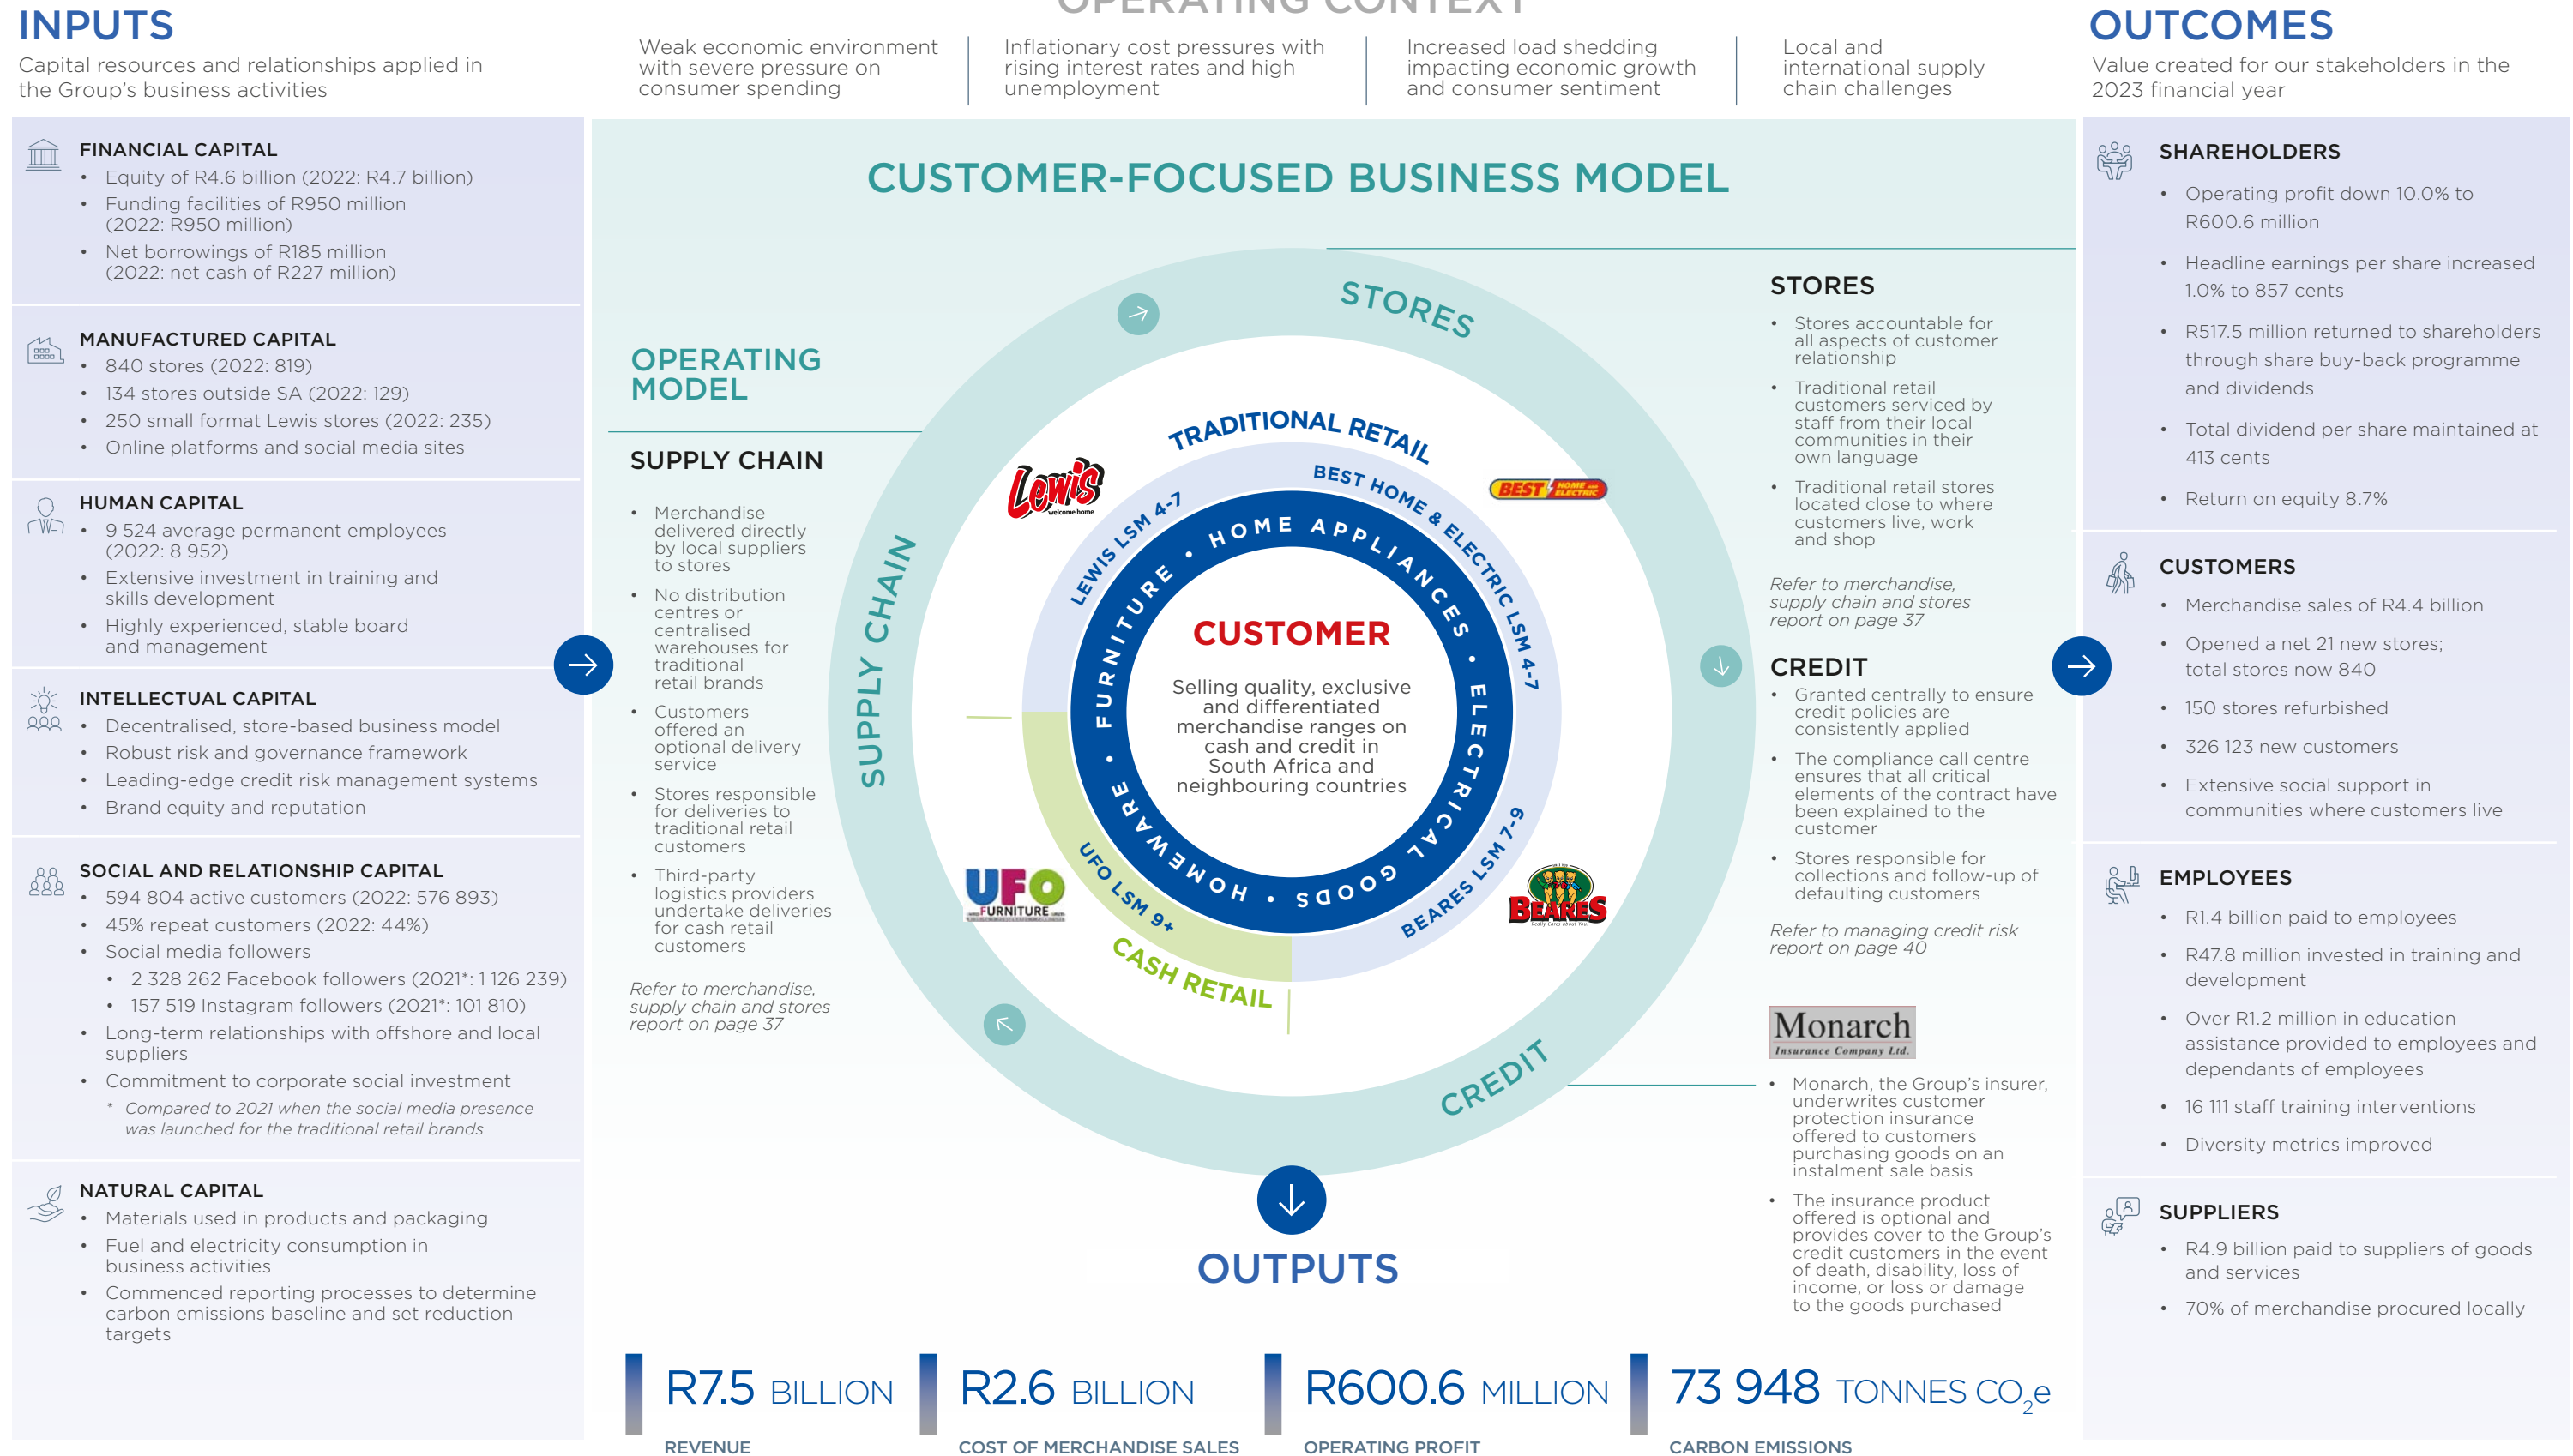 INPUTS
Capital resources and relationships applied in
the Group's business activities
FINANCIAL CAPITAL
• Equity of R4.6 billion (2022: R4.7 billion)
• Funding facilities of R950 million
(2022: R950 million)
• Net borrowings of R185 million
(2022: net cash of R227 million)
MANUFACTURED CAPITAL
• 840 stores (2022: 819)
• 134 stores outside SA (2022: 129)
• 250 small format Lewis stores (2022: 235)
• Online platforms and social media sites
HUMAN CAPITAL
• 9 524 average permanent employees
(2022: 8 952)
• Extensive investment in training and
skills development
• Highly experienced, stable board
and management
INTELLECTUAL CAPITAL
• Decentralised, store-based business model
• Robust risk and governance framework
• Leading-edge credit risk management systems
• Brand equity and reputation
SOCIAL AND RELATIONSHIP CAPITAL
• 594 804 active customers (2022: 576 893)
• 45% repeat customers (2022: 44%)
• Social media followers
• 2 328 262 Facebook followers (2021*: 1 126 239)
• 157 519 Instagram followers (2021*: 101 810)
• Long-term relationships with offshore and local
suppliers
• Commitment to corporate social investment
* Compared to 2021 when the social media presence
was launched for the traditional retail brands
NATURAL CAPITAL
• Materials used in products and packaging
• Fuel and electricity consumption in
business activities
• Commenced reporting processes to determine
carbon emissions baseline and set reduction
targets
OPERATING CONTEXT
Weak economic environment
with severe pressure on
consumer spending
Inflationary cost pressures with
rising interest rates and high
unemployment
Increased load shedding
impacting economic growth
and consumer sentiment
Local and
international supply
chain challenges
CUSTOMER-FOCUSED BUSINESS MODEL
OPERATING
MODEL
SUPPLY CHAIN
• Merchandise
delivered directly
by local suppliers
to stores
• No distribution
centres or
centralised
warehouses for
traditional
retail brands
• Customers
offered an
optional delivery
service
• Stores responsible
for deliveries to
traditional retail
customers
• Third-party
logistics providers
undertake deliveries
for cash retail
customers
Refer to merchandise,
supply chain and stores
report on page 37
STORES
SUPPLY CHAIN
CREDIT
TRADITIONAL RETAIL
Lewis
welcome home
BEST HOME AND ELECTRIC
LEWIS LSM 4-7
BEST HOME & ELECTRIC LSM 4-7
BEARES LSM 7-9
UFO LSM 9+
CASH RETAIL
FURNITURE • HOME APPLIANCES • ELECTRICAL GOODS • HOMEWARE •
CUSTOMER
Selling quality, exclusive
and differentiated
merchandise ranges on
cash and credit in
South Africa and
neighbouring countries
UFO
FURNITURE
BEARES
Really Cares about You!
STORES
• Stores accountable for
all aspects of customer
relationship
• Traditional retail
customers serviced by
staff from their local
communities in their
own language
• Traditional retail stores
located close to where
customers live, work
and shop
Refer to merchandise,
supply chain and stores
report on page 37
CREDIT
• Granted centrally to ensure
credit policies are
consistently applied
• The compliance call centre
ensures that all critical
elements of the contract have
been explained to the
customer
• Stores responsible for
collections and follow-up of
defaulting customers
Refer to managing credit risk
report on page 40
Monarch
Insurance Company Ltd.
• Monarch, the Group's insurer,
underwrites customer
protection insurance
offered to customers
purchasing goods on an
instalment sale basis
• The insurance product
offered is optional and
provides cover to the Group's
credit customers in the event
of death, disability, loss of
income, or loss or damage
to the goods purchased
OUTPUTS
R7.5 BILLION
REVENUE
R2.6 BILLION
COST OF MERCHANDISE SALES
R600.6 MILLION
OPERATING PROFIT
73 948 TONNES CO2e
CARBON EMISSIONS
OUTCOMES
Value created for our stakeholders in the
2023 financial year
SHAREHOLDERS
• Operating profit down 10.0% to
R600.6 million
• Headline earnings per share increased
1.0% to 857 cents
• R517.5 million returned to shareholders
through share buy-back programme
and dividends
• Total dividend per share maintained at
413 cents
• Return on equity 8.7%
CUSTOMERS
• Merchandise sales of R4.4 billion
• Opened a net 21 new stores;
total stores now 840
• 150 stores refurbished
• 326 123 new customers
• Extensive social support in
communities where customers live
EMPLOYEES
• R1.4 billion paid to employees
• R47.8 million invested in training and
development
• Over R1.2 million in education
assistance provided to employees and
dependants of employees
• 16 111 staff training interventions
• Diversity metrics improved
SUPPLIERS
• R4.9 billion paid to suppliers of goods
and services
• 70% of merchandise procured locally